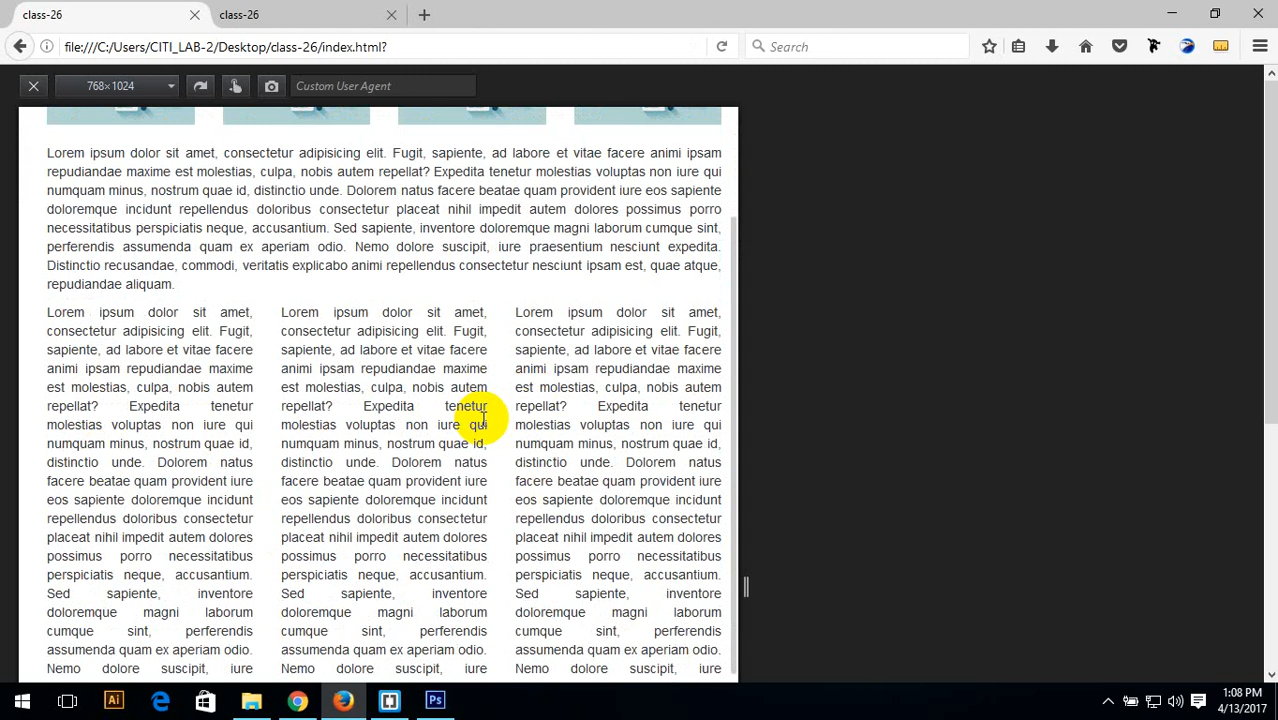 class-26
class-26
file:///C:/Users/CITI_LAB-2/Desktop/class-26/index.html?
Search
768×1024
Custom User Agent
Lorem ipsum dolor sit amet, consectetur adipisicing elit. Fugit, sapiente, ad labore et vitae facere animi ipsam
repudiandae maxime est molestias, culpa, nobis autem repellat? Expedita tenetur molestias voluptas non iure qui
numquam minus, nostrum quae id, distinctio unde. Dolorem natus facere beatae quam provident iure eos sapiente
doloremque incidunt repellendus doloribus consectetur placeat nihil impedit autem dolores possimus porro
necessitatibus perspiciatis neque, accusantium. Sed sapiente, inventore doloremque magni laborum cumque sint,
perferendis assumenda quam ex aperiam odio. Nemo dolore suscipit, iure praesentium nesciunt expedita.
Distinctio recusandae, commodi, veritatis explicabo animi repellendus consectetur nesciunt ipsam est, quae atque,
repudiandae aliquam.
Lorem ipsum dolor sit amet,
consectetur adipisicing elit. Fugit,
sapiente, ad labore et vitae facere
animi ipsam repudiandae maxime
est molestias, culpa, nobis autem
repellat? Expedita tenetur
molestias voluptas non iure qui
numquam minus, nostrum quae id,
distinctio unde. Dolorem natus
facere beatae quam provident iure
eos sapiente doloremque incidunt
repellendus doloribus consectetur
placeat nihil impedit autem dolores
possimus porro necessitatibus
perspiciatis neque, accusantium.
Sed sapiente, inventore
doloremque magni laborum
cumque sint, perferendis
assumenda quam ex aperiam odio.
Nemo dolore suscipit, iure
Lorem ipsum dolor sit amet,
consectetur adipisicing elit. Fugit,
sapiente, ad labore et vitae facere
animi ipsam repudiandae maxime
est molestias, culpa, nobis autem
repellat? Expedita tenetur
molestias voluptas non iure qui
numquam minus, nostrum quae id,
distinctio unde. Dolorem natus
facere beatae quam provident iure
eos sapiente doloremque incidunt
repellendus doloribus consectetur
placeat nihil impedit autem dolores
possimus porro necessitatibus
perspiciatis neque, accusantium.
Sed sapiente, inventore
doloremque magni laborum
cumque sint, perferendis
assumenda quam ex aperiam odio.
Nemo dolore suscipit, iure
Lorem ipsum dolor sit amet,
consectetur adipisicing elit. Fugit,
sapiente, ad labore et vitae facere
animi ipsam repudiandae maxime
est molestias, culpa, nobis autem
repellat? Expedita tenetur
molestias voluptas non iure qui
numquam minus, nostrum quae id,
distinctio unde. Dolorem natus
facere beatae quam provident iure
eos sapiente doloremque incidunt
repellendus doloribus consectetur
placeat nihil impedit autem dolores
possimus porro necessitatibus
perspiciatis neque, accusantium.
Sed sapiente, inventore
doloremque magni laborum
cumque sint, perferendis
assumenda quam ex aperiam odio.
Nemo dolore suscipit, iure
Ai
Ps
1:08 PM
4/13/2017